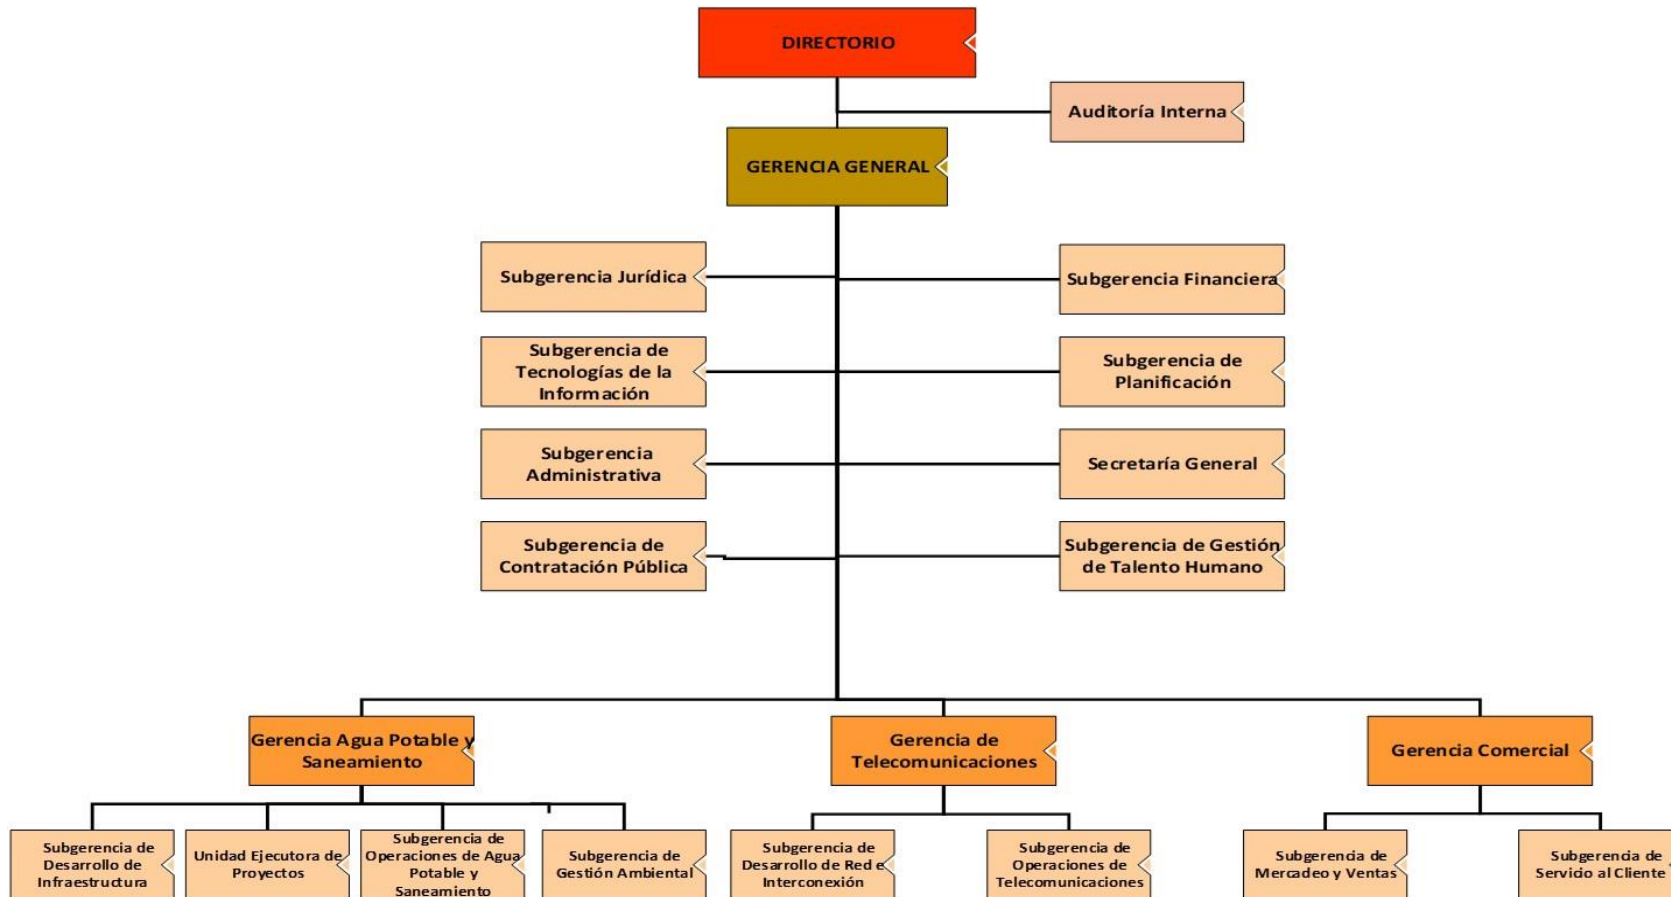 DIRECTORIO
Auditoría Interna
GERENCIA GENERAL
Subgerencia Jurídica
Subgerencia Financiera
Subgerencia de
Tecnologías de la
Información
Subgerencia de
Planificación
Subgerencia
Administrativa
Secretaría General
Subgerencia de
Contratación Pública
Subgerencia de Gestión
de Talento Humano
Gerencia Agua Potable y
Saneamiento
Gerencia de
Telecomunicaciones
Gerencia Comercial
Subgerencia de
Desarrollo de
Infraestructura
Unidad Ejecutora de
Proyectos
Subgerencia de
Operaciones de Agua
Potable y
Saneamiento
Subgerencia de
Gestión Ambiental
Subgerencia de
Desarrollo de Red e
Interconexión
Subgerencia de
Operaciones de
Telecomunicaciones
Subgerencia de
Mercadeo y Ventas
Subgerencia de
Servicio al Cliente